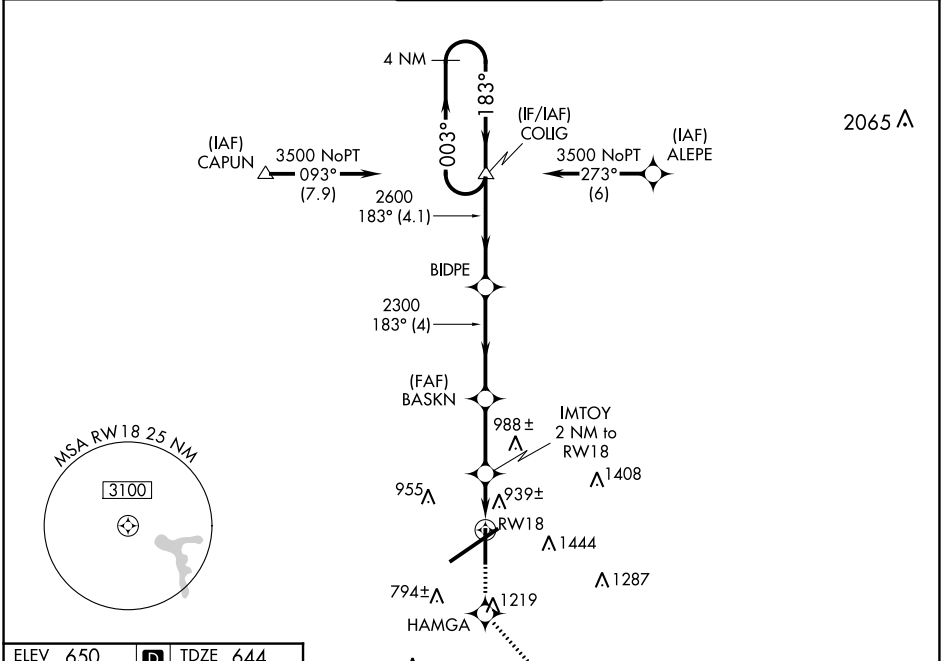 4 NM
183°
003°
(IF/IAF)
COLIG
2065
(IAF)
CAPUN
3500 NoPT
093°
(7.9)
3500 NoPT
273°
(6)
(IAF)
ALEPE
2600
183° (4.1)
BIDPE
2300
183° (4)
(FAF)
BASKN
988±
IMTOY
2 NM to
RW18
1408
955
939±
RW18
1444
1287
794±
1219
HAMGA
MSA RW18 25 NM
3100
ELEV 650 D TDZE 644